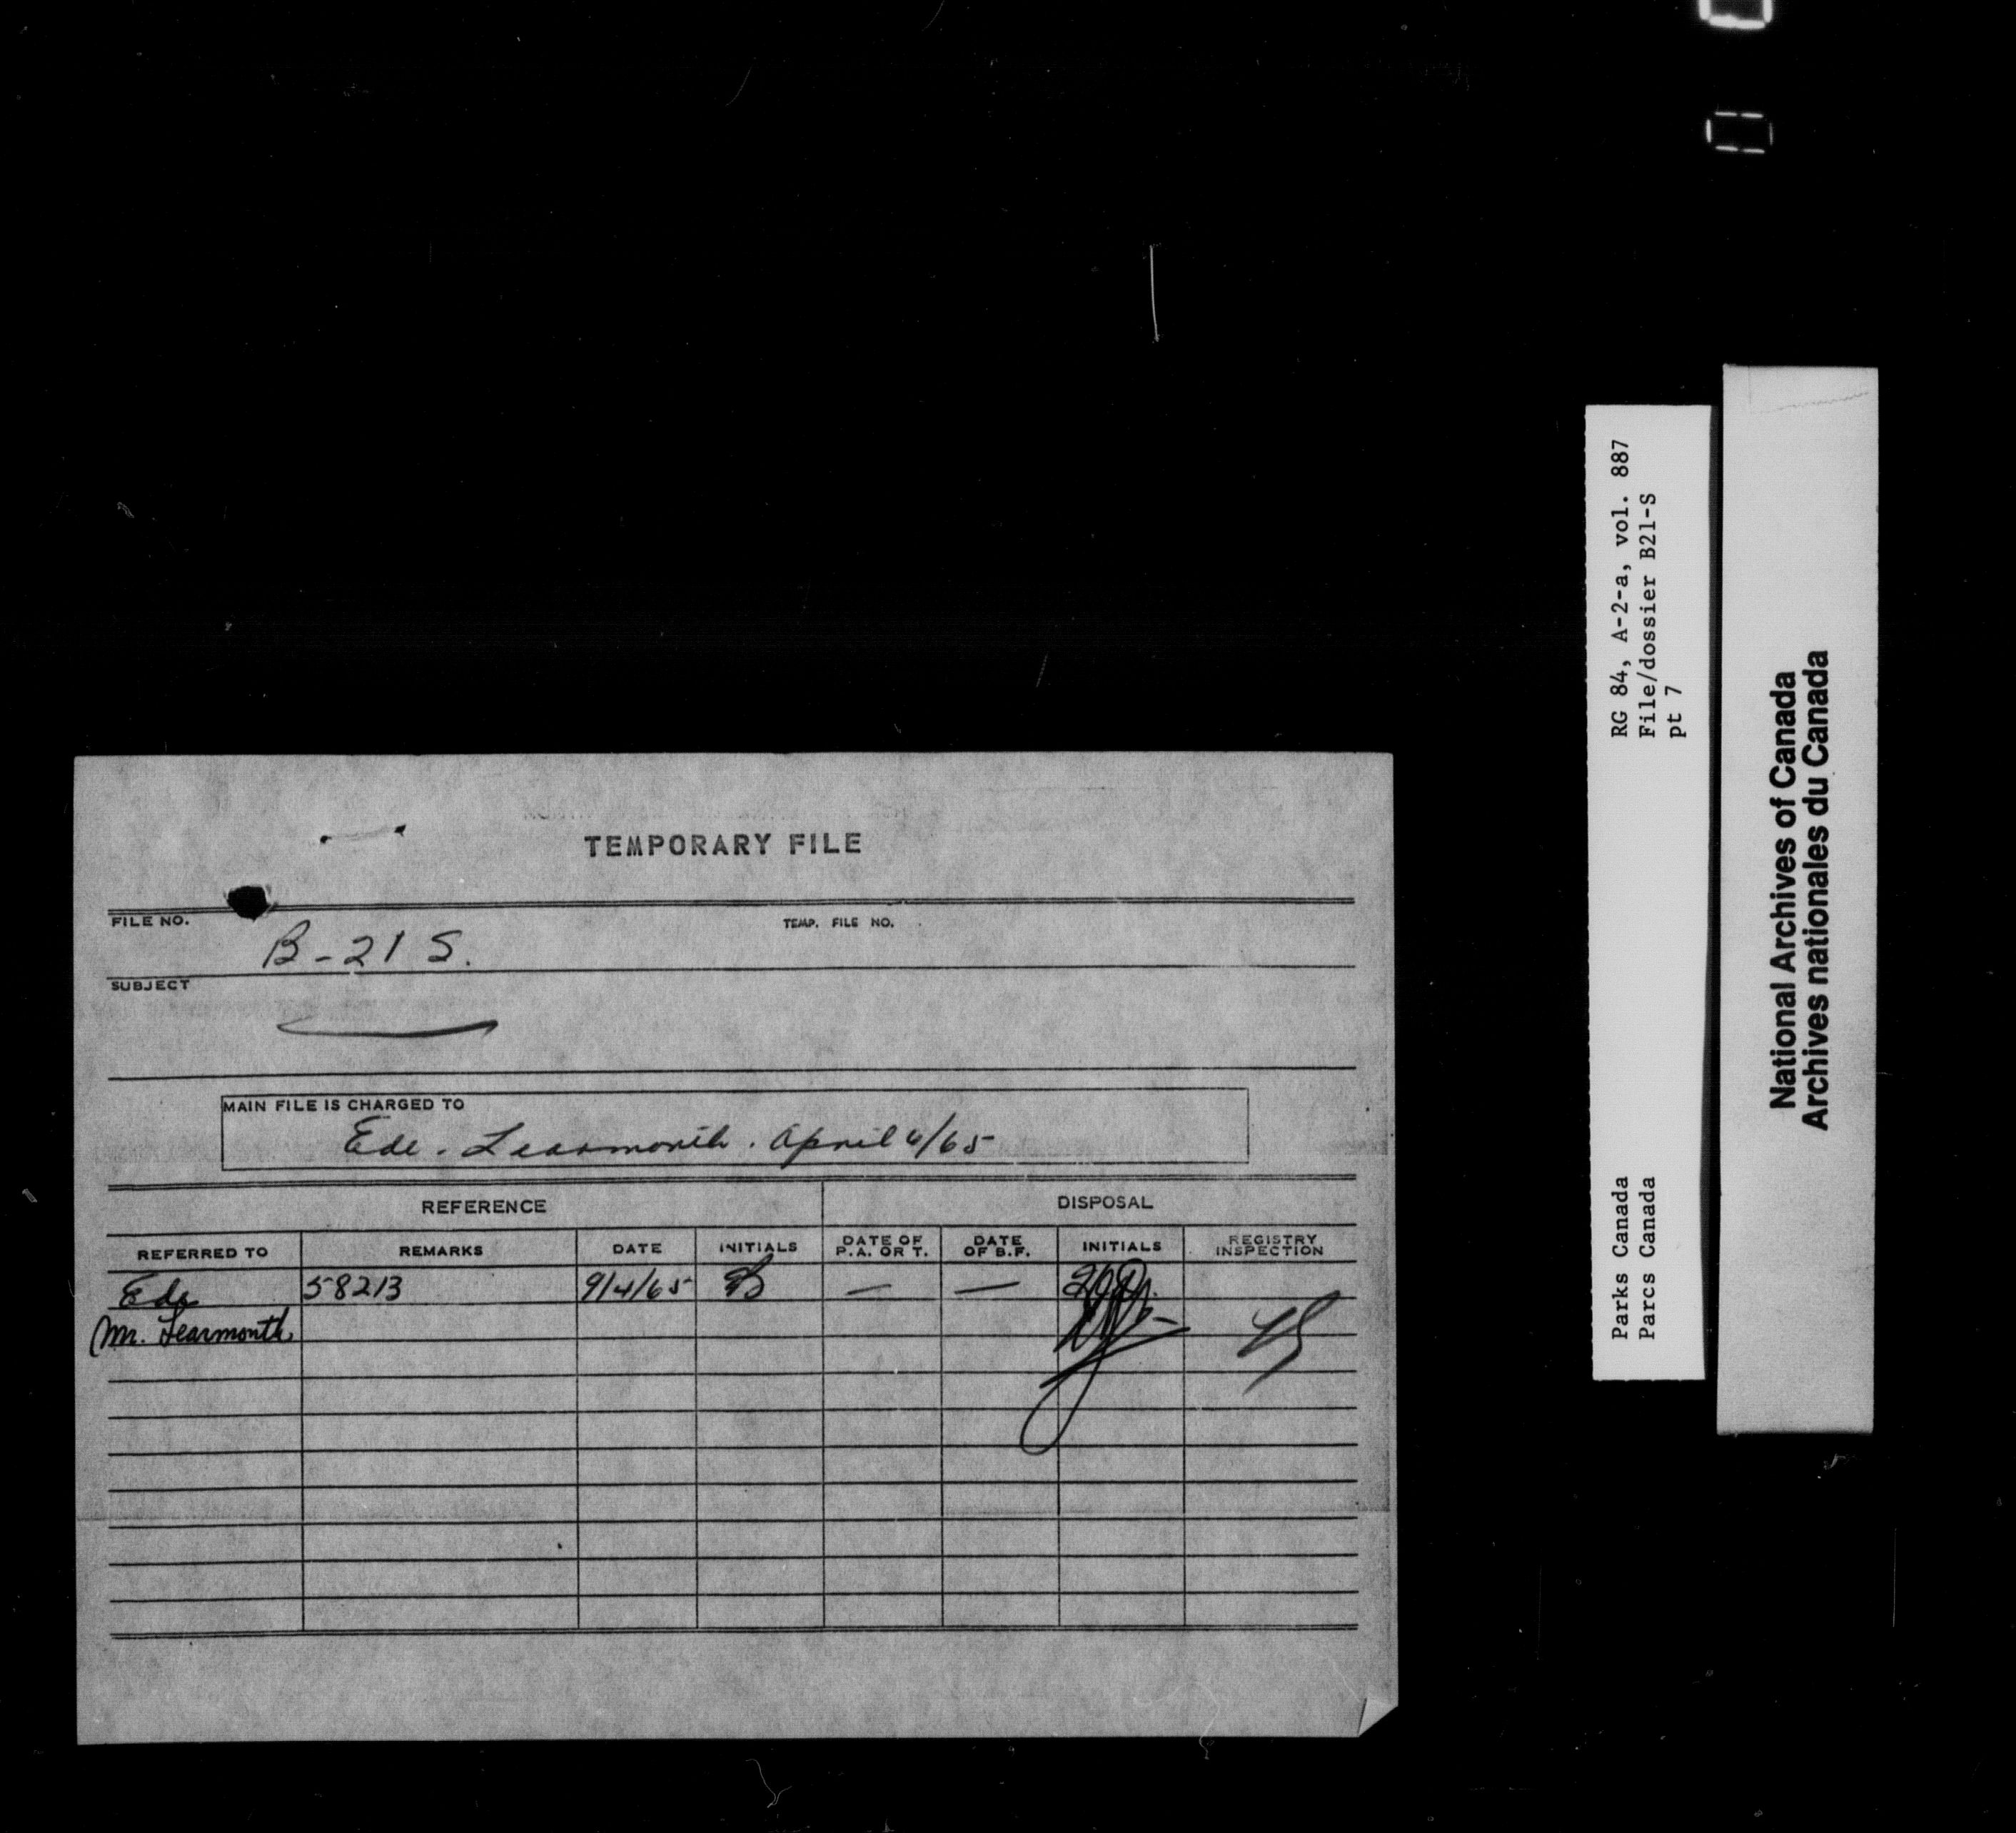 TEMPORARY FILE
FILE NO.
TEMP. FILE NO.
B-21 S.
SUBJECT
MAIN FILE IS CHARGED TO
Ede. Learmonth. April 6/65
REFERENCE
DISPOSAL
REFERRED TO
REMARKS
DATE
INITIALS
DATE OF P.A. OR T.
DATE OF B.F.
INITIALS
REGISTRY INSPECTION
Ede 58213 9/4/65 — —
(Mr. Learmonth)
RG 84, A-2-a, vol. 887
File/dossier B21-S
pt 7
Parks Canada
Parcs Canada
National Archives of Canada
Archives nationales du Canada